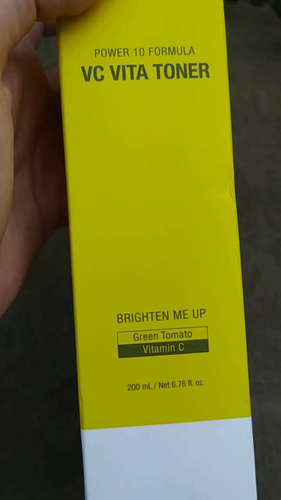 POWER 10 FORMULA
VC VITA TONER
BRIGHTEN ME UP
Green Tomato
Vitamin C
200 mL / Net 6.76 fl. oz.